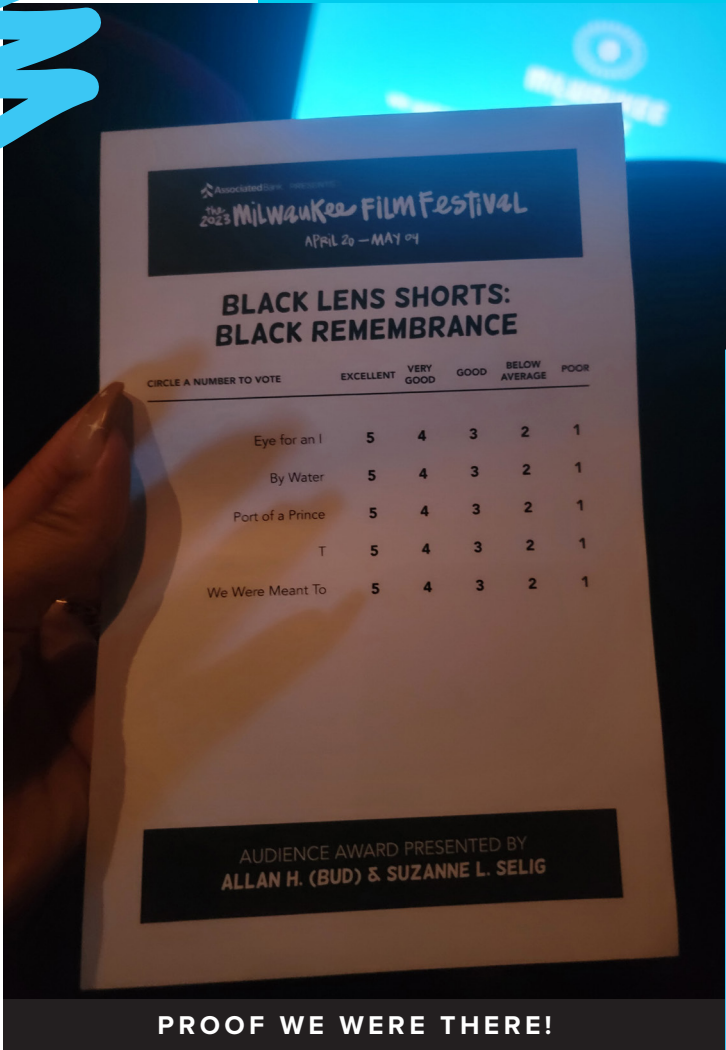 AssociatedBank PRESENTS
the 2023 Milwaukee Film Festival
APRIL 20 – MAY 04
BLACK LENS SHORTS:
BLACK REMEMBRANCE
CIRCLE A NUMBER TO VOTE EXCELLENT VERY GOOD GOOD BELOW AVERAGE POOR
Eye for an I 5 4 3 2 1
By Water 5 4 3 2 1
Port of a Prince 5 4 3 2 1
T 5 4 3 2 1
We Were Meant To 5 4 3 2 1
AUDIENCE AWARD PRESENTED BY
ALLAN H. (BUD) & SUZANNE L. SELIG
PROOF WE WERE THERE!